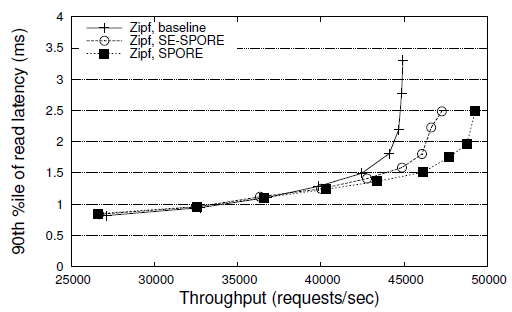 4
3.5
3
2.5
2
1.5
1
0.5
0
90th %ile of read latency (ms)
Zipf, baseline
Zipf, SE-SPORE
Zipf, SPORE
25000 30000 35000 40000 45000 50000
Throughput (requests/sec)